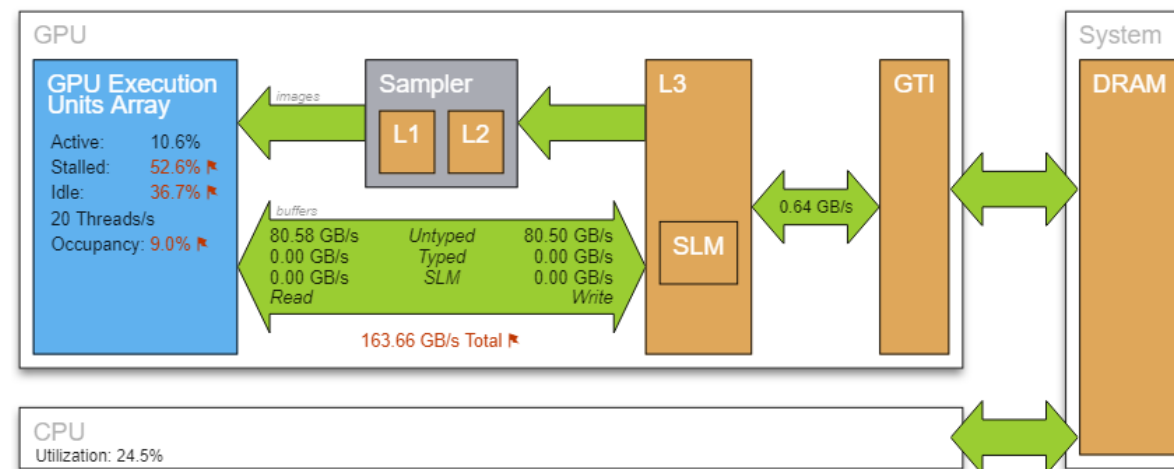 GPU
System
GPU Execution
Units Array
Active: 10.6%
Stalled: 52.6%
Idle: 36.7%
20 Threads/s
Occupancy: 9.0%
images
Sampler
L1 L2
L3
GTI
DRAM
buffers
80.58 GB/s Untyped 80.50 GB/s
0.00 GB/s Typed 0.00 GB/s
0.00 GB/s SLM 0.00 GB/s
Read Write
163.66 GB/s Total
SLM
0.64 GB/s
CPU
Utilization: 24.5%